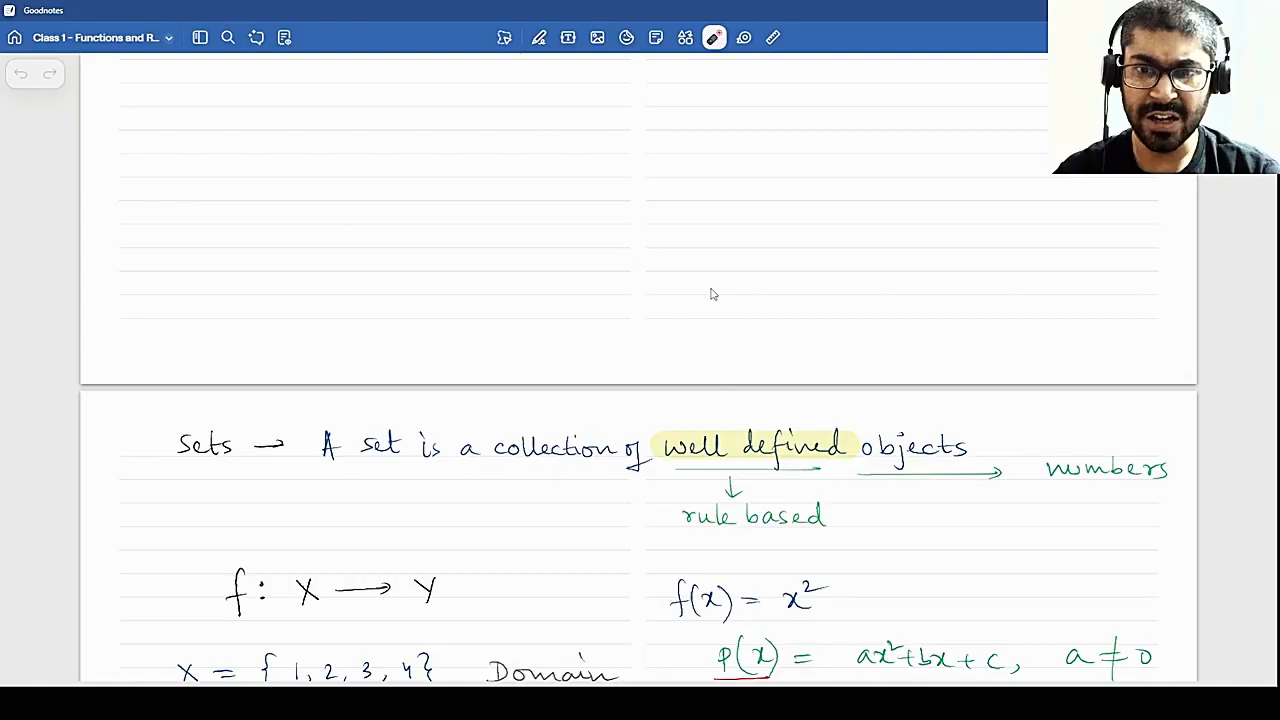 Goodnotes
Class 1 – Functions and R...
Sets → A set is a collection of well defined objects → numbers
↓
rule based
f : X → Y
f(x) = x²
p(x) = ax²+bx+c, a ≠ 0
X = { 1, 2, 3, 4} Domain